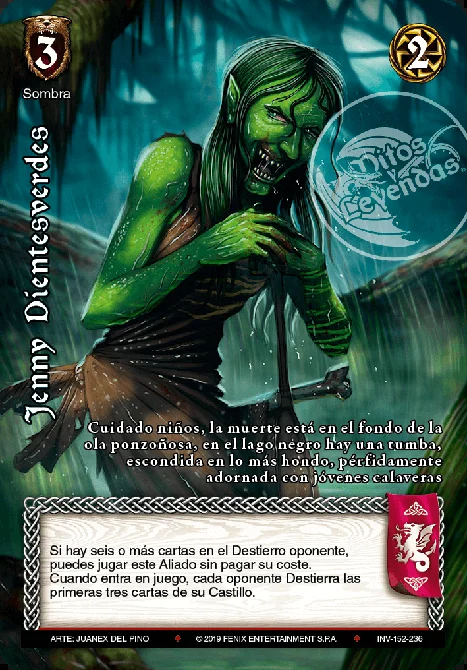 3
2
Sombra
Mitos
y
Leyendas
Jenny Dientesverdes
Cuidado niños, la muerte está en el fondo de la
ola ponzoñosa, en el lago negro hay una tumba,
escondida en lo más hondo, pérfidamente
adornada con jóvenes calaveras
Si hay seis o más cartas en el Destierro oponente,
puedes jugar este Aliado sin pagar su coste.
Cuando entra en juego, cada oponente Destierra las
primeras tres cartas de su Castillo.
ARTE: JUANEX DEL PINO © 2019 FENIX ENTERTAINMENT S.P.A. INV-152-236